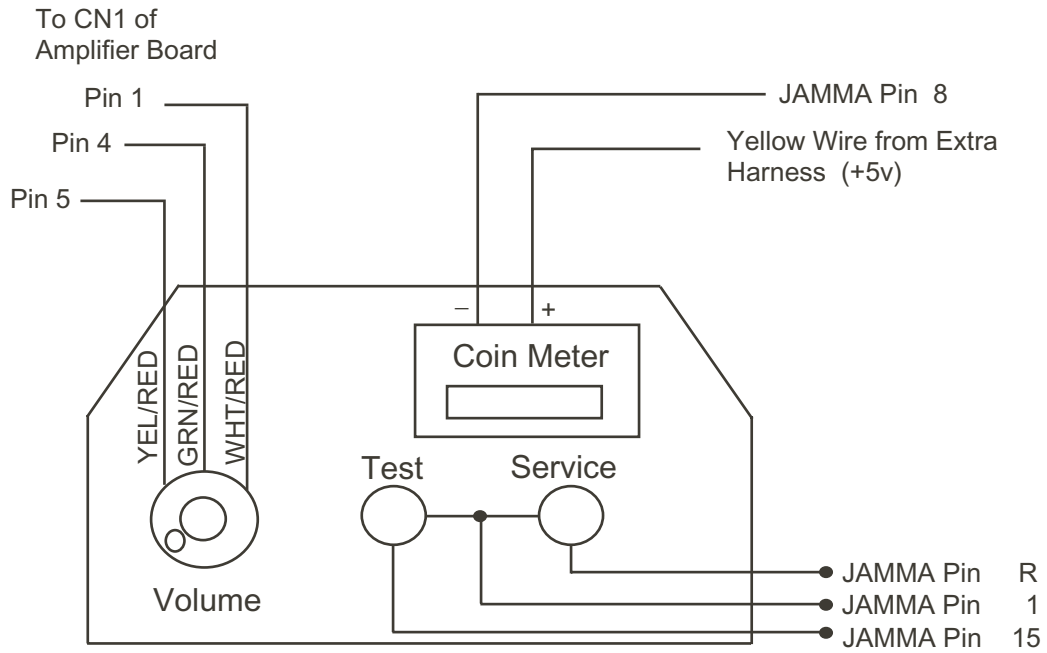 To CN1 of
Amplifier Board
Pin 1
Pin 4
Pin 5
JAMMA Pin 8
Yellow Wire from Extra
Harness (+5v)
– +
Coin Meter
YEL/RED
GRN/RED
WHT/RED
Test
Service
Volume
JAMMA Pin R
JAMMA Pin 1
JAMMA Pin 15